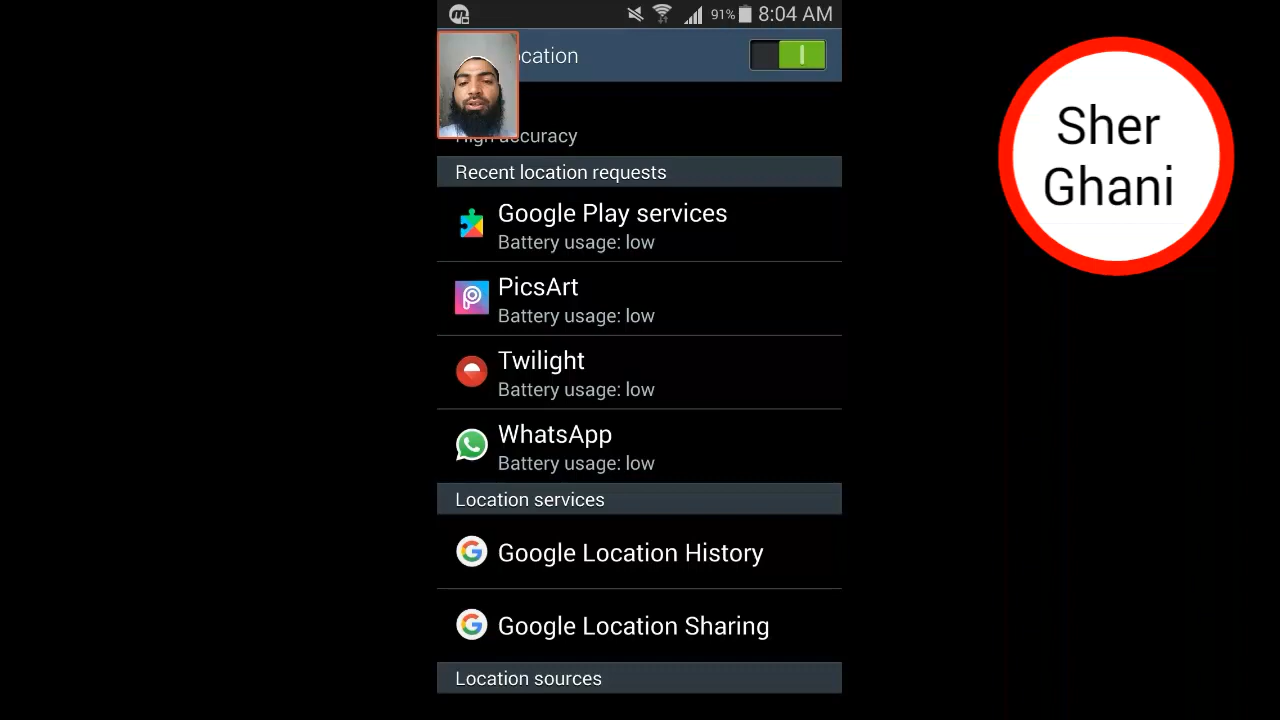 91% 8:04 AM
ocation
High accuracy
Recent location requests
Google Play services
Battery usage: low
PicsArt
Battery usage: low
Twilight
Battery usage: low
WhatsApp
Battery usage: low
Location services
Google Location History
Google Location Sharing
Location sources
Sher
Ghani